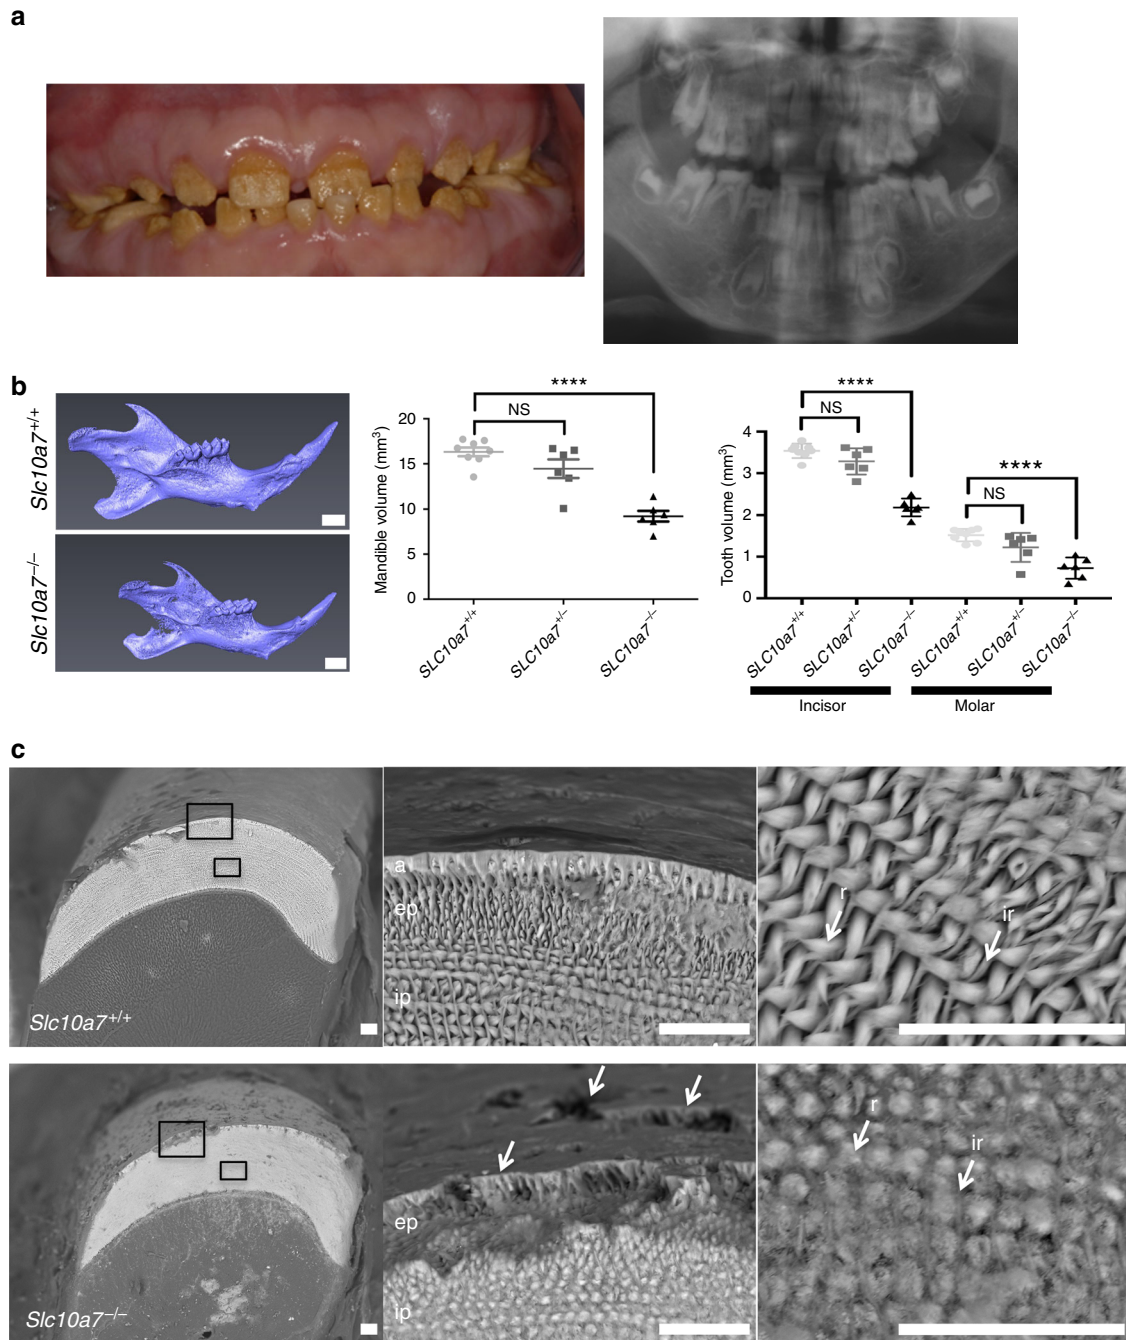 a
b
Slc10a7+/+
Slc10a7−/−
****
NS
Mandible volume (mm3)
20
15
10
5
0
SLC10a7+/+
SLC10a7+/−
SLC10a7−/−
****
NS
****
NS
Tooth volume (mm3)
4
3
2
1
0
SLC10a7+/+
SLC10a7+/−
SLC10a7−/−
SLC10a7+/+
SLC10a7+/−
SLC10a7−/−
Incisor
Molar
c
Slc10a7+/+
a
ep
ip
r
ir
Slc10a7−/−
ep
ip
r
ir